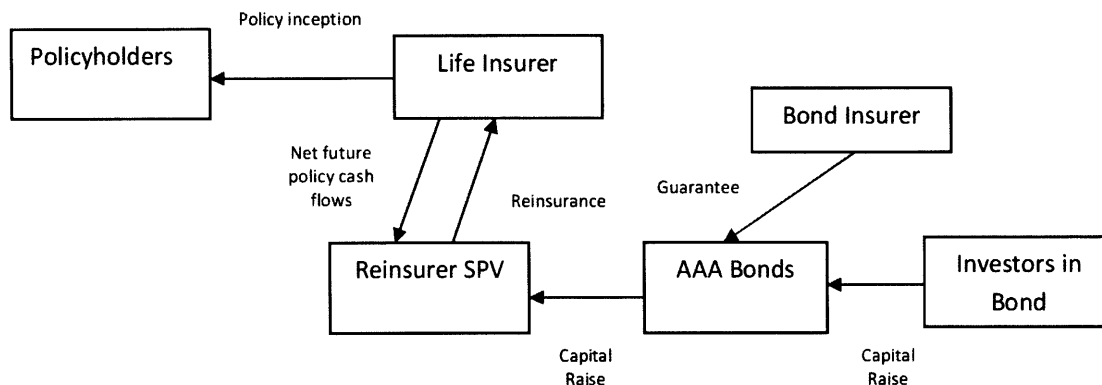 Policy inception
Policyholders
Life Insurer
Bond Insurer
Net future
policy cash
flows
Reinsurance
Guarantee
Reinsurer SPV
AAA Bonds
Investors in
Bond
Capital
Raise
Capital
Raise